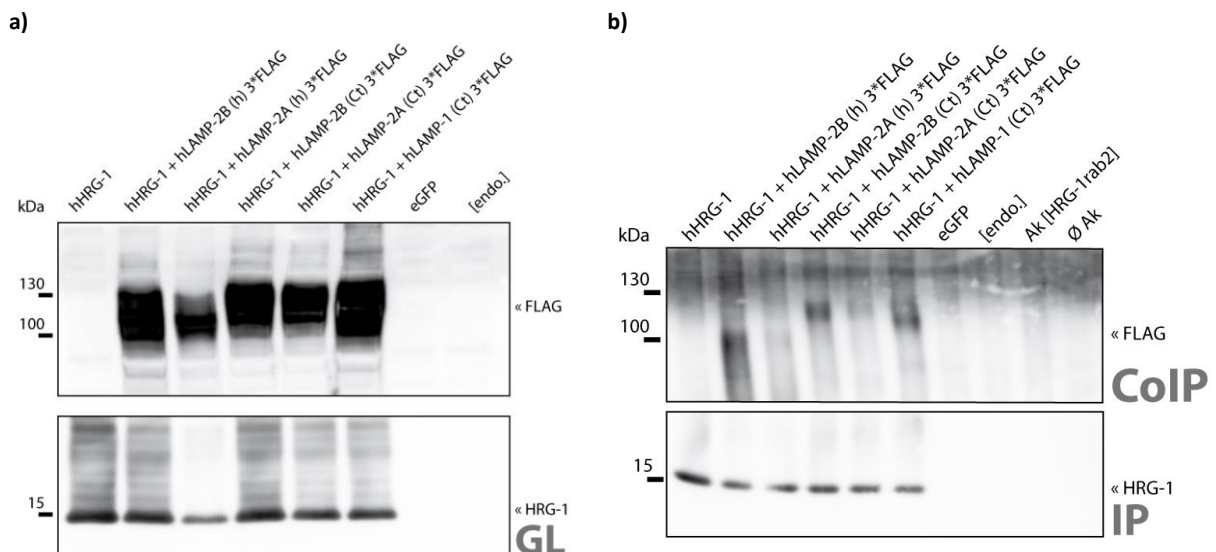 a)
hHRG-1
hHRG-1 + hLAMP-2B (h) 3*FLAG
hHRG-1 + hLAMP-2A (h) 3*FLAG
hHRG-1 + hLAMP-2B (Ct) 3*FLAG
hHRG-1 + hLAMP-2A (Ct) 3*FLAG
hHRG-1 + hLAMP-1 (Ct) 3*FLAG
eGFP
[endo.]
kDa
130
100
« FLAG
15
« HRG-1
GL
b)
hHRG-1
hHRG-1 + hLAMP-2B (h) 3*FLAG
hHRG-1 + hLAMP-2A (h) 3*FLAG
hHRG-1 + hLAMP-2B (Ct) 3*FLAG
hHRG-1 + hLAMP-2A (Ct) 3*FLAG
hHRG-1 + hLAMP-1 (Ct) 3*FLAG
eGFP
[endo.]
Ak [HRG-1rab2]
Ø Ak
kDa
130
100
« FLAG
CoIP
15
« HRG-1
IP